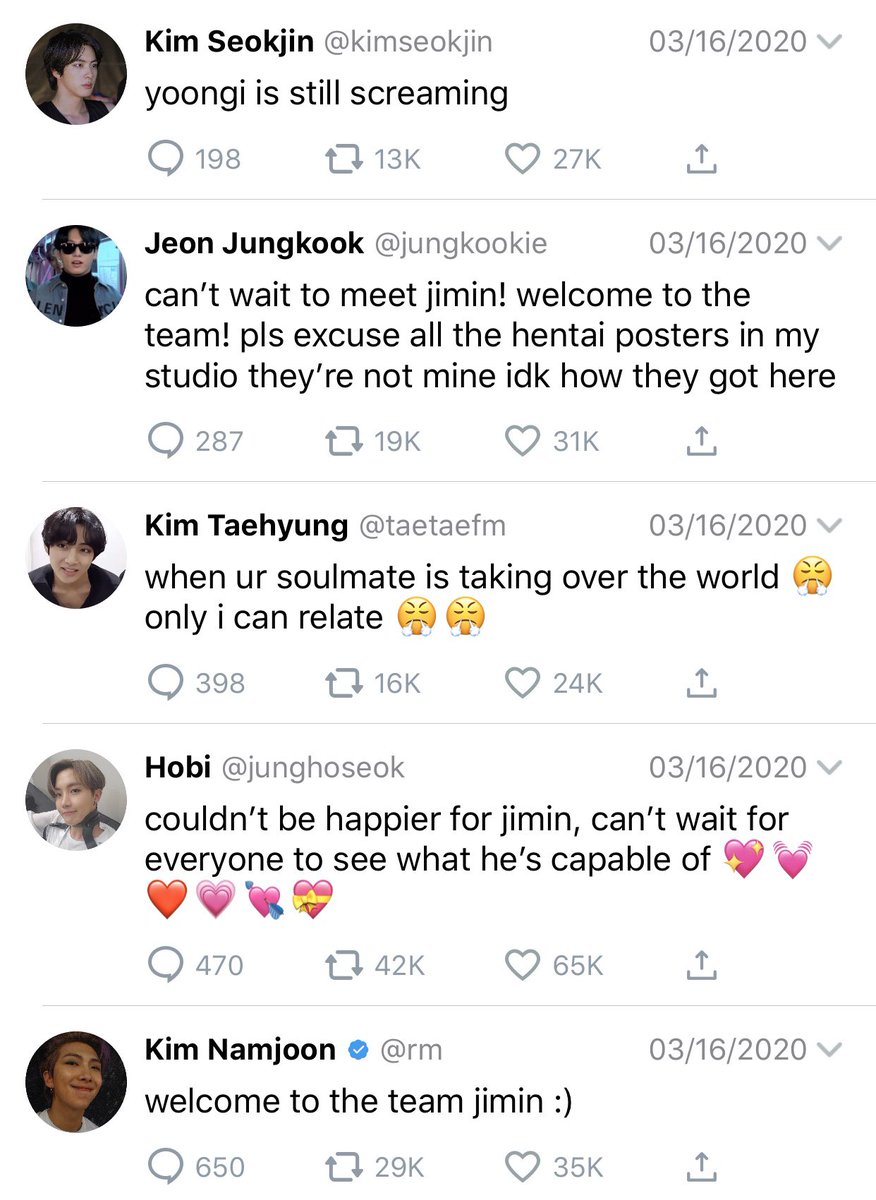 Kim Seokjin @kimseokjin 03/16/2020
yoongi is still screaming
198 13K 27K
Jeon Jungkook @jungkookie 03/16/2020
can’t wait to meet jimin! welcome to the
team! pls excuse all the hentai posters in my
studio they’re not mine idk how they got here
287 19K 31K
Kim Taehyung @taetaefm 03/16/2020
when ur soulmate is taking over the world 😤
only i can relate 😤 😤
398 16K 24K
Hobi @junghoseok 03/16/2020
couldn’t be happier for jimin, can’t wait for
everyone to see what he’s capable of 💖 💓
❤️ 💗 💘 💝
470 42K 65K
Kim Namjoon @rm 03/16/2020
welcome to the team jimin :)
650 29K 35K